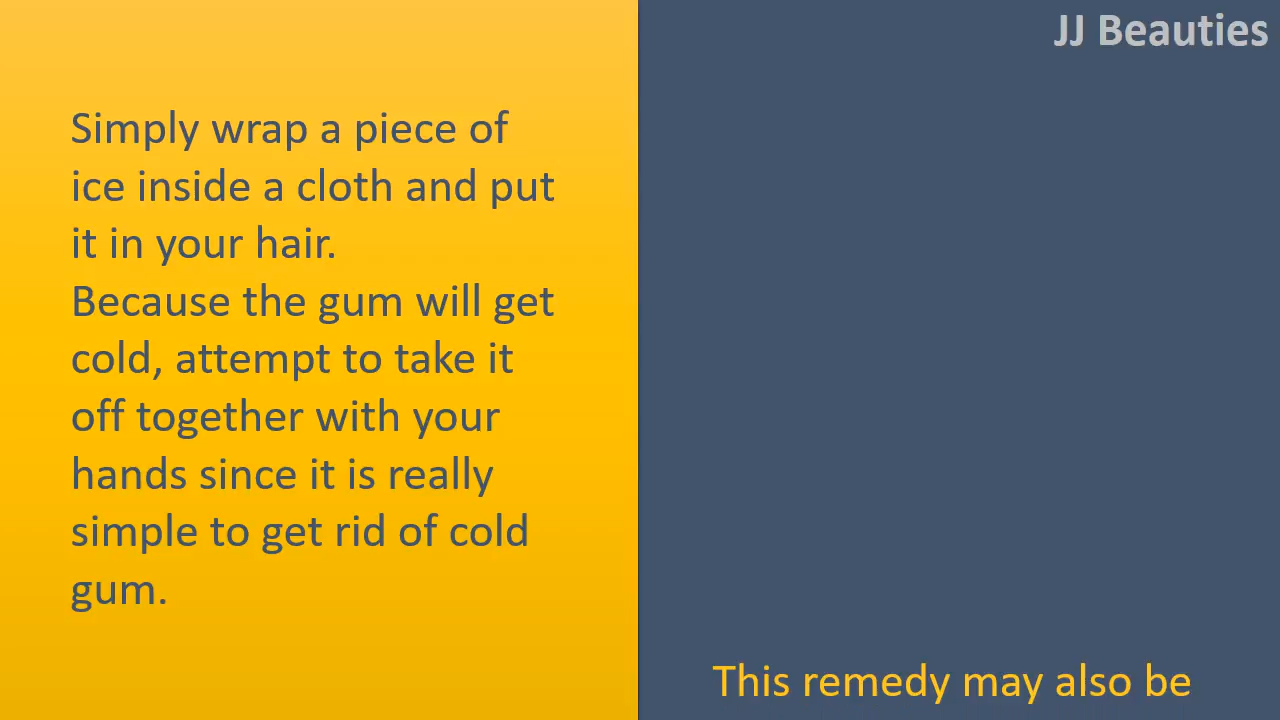 JJ Beauties
Simply wrap a piece of
ice inside a cloth and put
it in your hair.
Because the gum will get
cold, attempt to take it
off together with your
hands since it is really
simple to get rid of cold
gum.
This remedy may also be